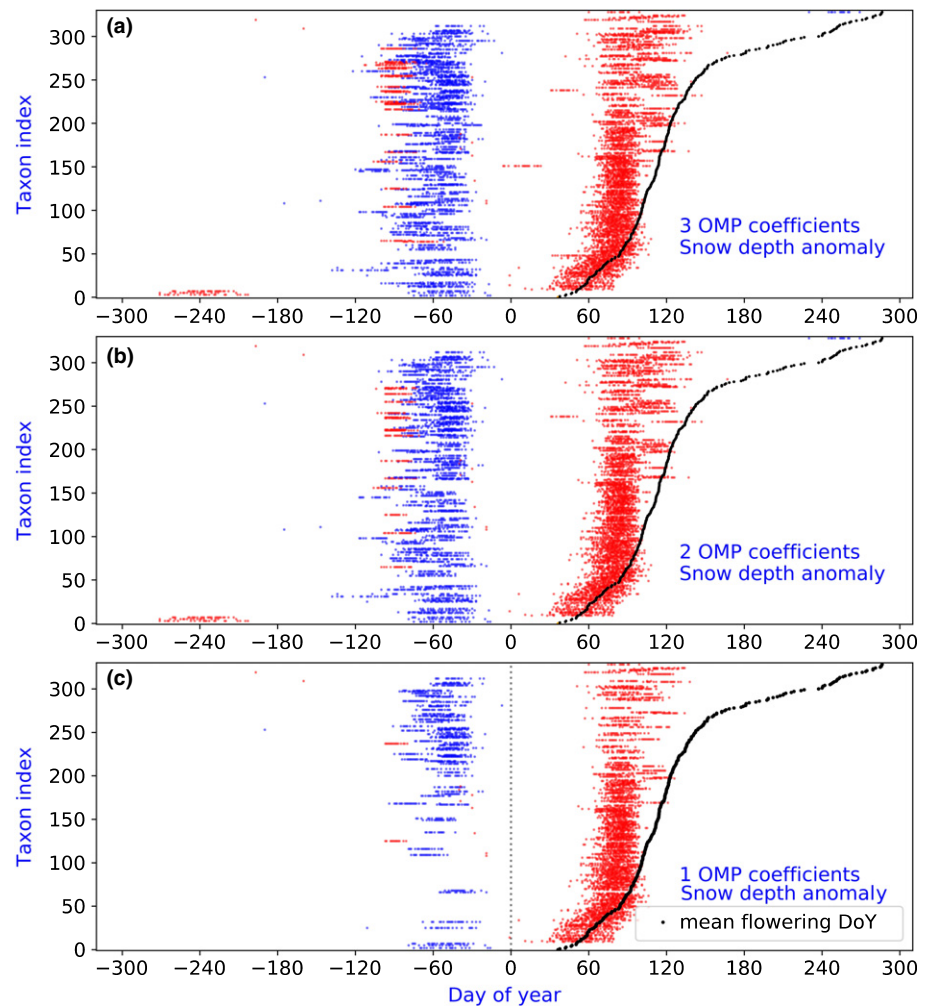 (a)
300
250
200
150
100
50
0
Taxon index
3 OMP coefficients
Snow depth anomaly
−300 −240 −180 −120 −60 0 60 120 180 240 300
(b)
300
250
200
150
100
50
0
Taxon index
2 OMP coefficients
Snow depth anomaly
−300 −240 −180 −120 −60 0 60 120 180 240 300
(c)
300
250
200
150
100
50
0
Taxon index
1 OMP coefficients
Snow depth anomaly
mean flowering DoY
−300 −240 −180 −120 −60 0 60 120 180 240 300
Day of year